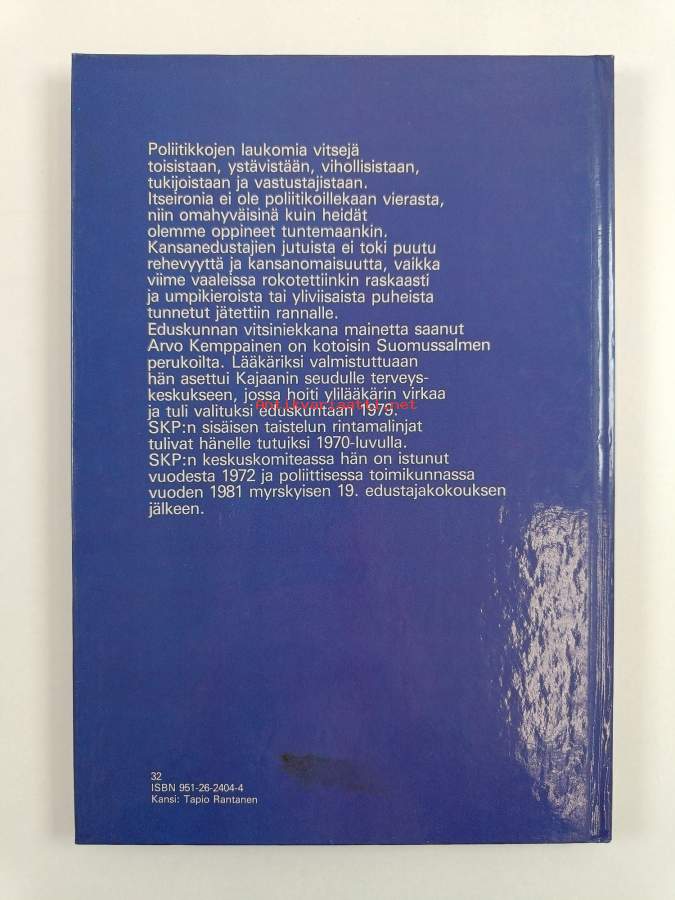 Poliitikkojen laukomia vitsejä
toisistaan, ystävistään, vihollisistaan,
tukijoistaan ja vastustajistaan.
Itseironia ei ole poliitikoillekaan vierasta,
niin omahyväisinä kuin heidät
olemme oppineet tuntemaankin.
Kansanedustajien jutuista ei toki puutu
rehevyyttä ja kansanomaisuutta, vaikka
viime vaaleissa rokotettiinkin raskaasti
ja umpikieroista tai yliviisaista puheista
tunnetut jätettiin rannalle.
Eduskunnan vitsiniekkana mainetta saanut
Arvo Kemppainen on kotoisin Suomussalmen
perukoilta. Lääkäriksi valmistuttuaan
hän asettui Kajaanin seudulle terveys-
keskukseen, jossa hoiti ylilääkärin virkaa
Antikvariaatti.net
ja tuli valituksi eduskuntaan 1979.
SKP:n sisäisen taistelun rintamalinjat
tulivat hänelle tutuiksi 1970-luvulla.
SKP:n keskuskomiteassa hän on istunut
vuodesta 1972 ja poliittisessa toimikunnassa
vuoden 1981 myrskyisen 19. edustajakokouksen
jälkeen.
32
ISBN 951-26-2404-4
Kansi: Tapio Rantanen